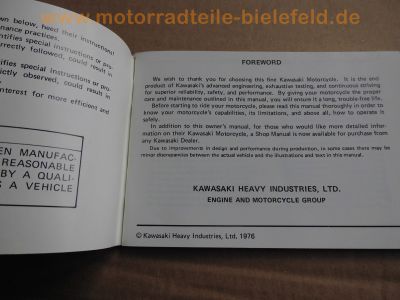 www.motorradteile-bielefeld.de
own below, heed their instructions!
enance practices.
ntifies special instructions or pro-
orrectly followed, could result in
ifies special instructions or pro-
ctly observed, could result in
nterest for more efficient and
EN MANUFAC-
REASONABLE
BY A QUALI-
S A VEHICLE
FOREWORD
We wish to thank you for choosing this fine Kawasaki Motorcycle. It is the end
product of Kawasaki's advanced engineering, exhaustive testing, and continuous striving
for superior reliability, safety, and performance. By giving your motorcycle the proper
care and maintenance outlined in this manual, you will ensure it a long, trouble-free life.
Before starting to ride your motorcycle, please read this manual thoroughly in order to
know your motorcycle's capabilities, its limitations, and above all, how to operate it
safely.
In addition to this owner's manual, for those who would like more detailed infor-
mation on their Kawasaki Motorcycle, a Shop Manual is now available for purchase from
any Kawasaki Dealer.
Due to improvements in design and performance during production, in some cases there may be
minor discrepancies between the actual vehicle and the illustrations and text in this manual.
KAWASAKI HEAVY INDUSTRIES, LTD.
ENGINE AND MOTORCYCLE GROUP
© Kawasaki Heavy Industries, Ltd. 1976